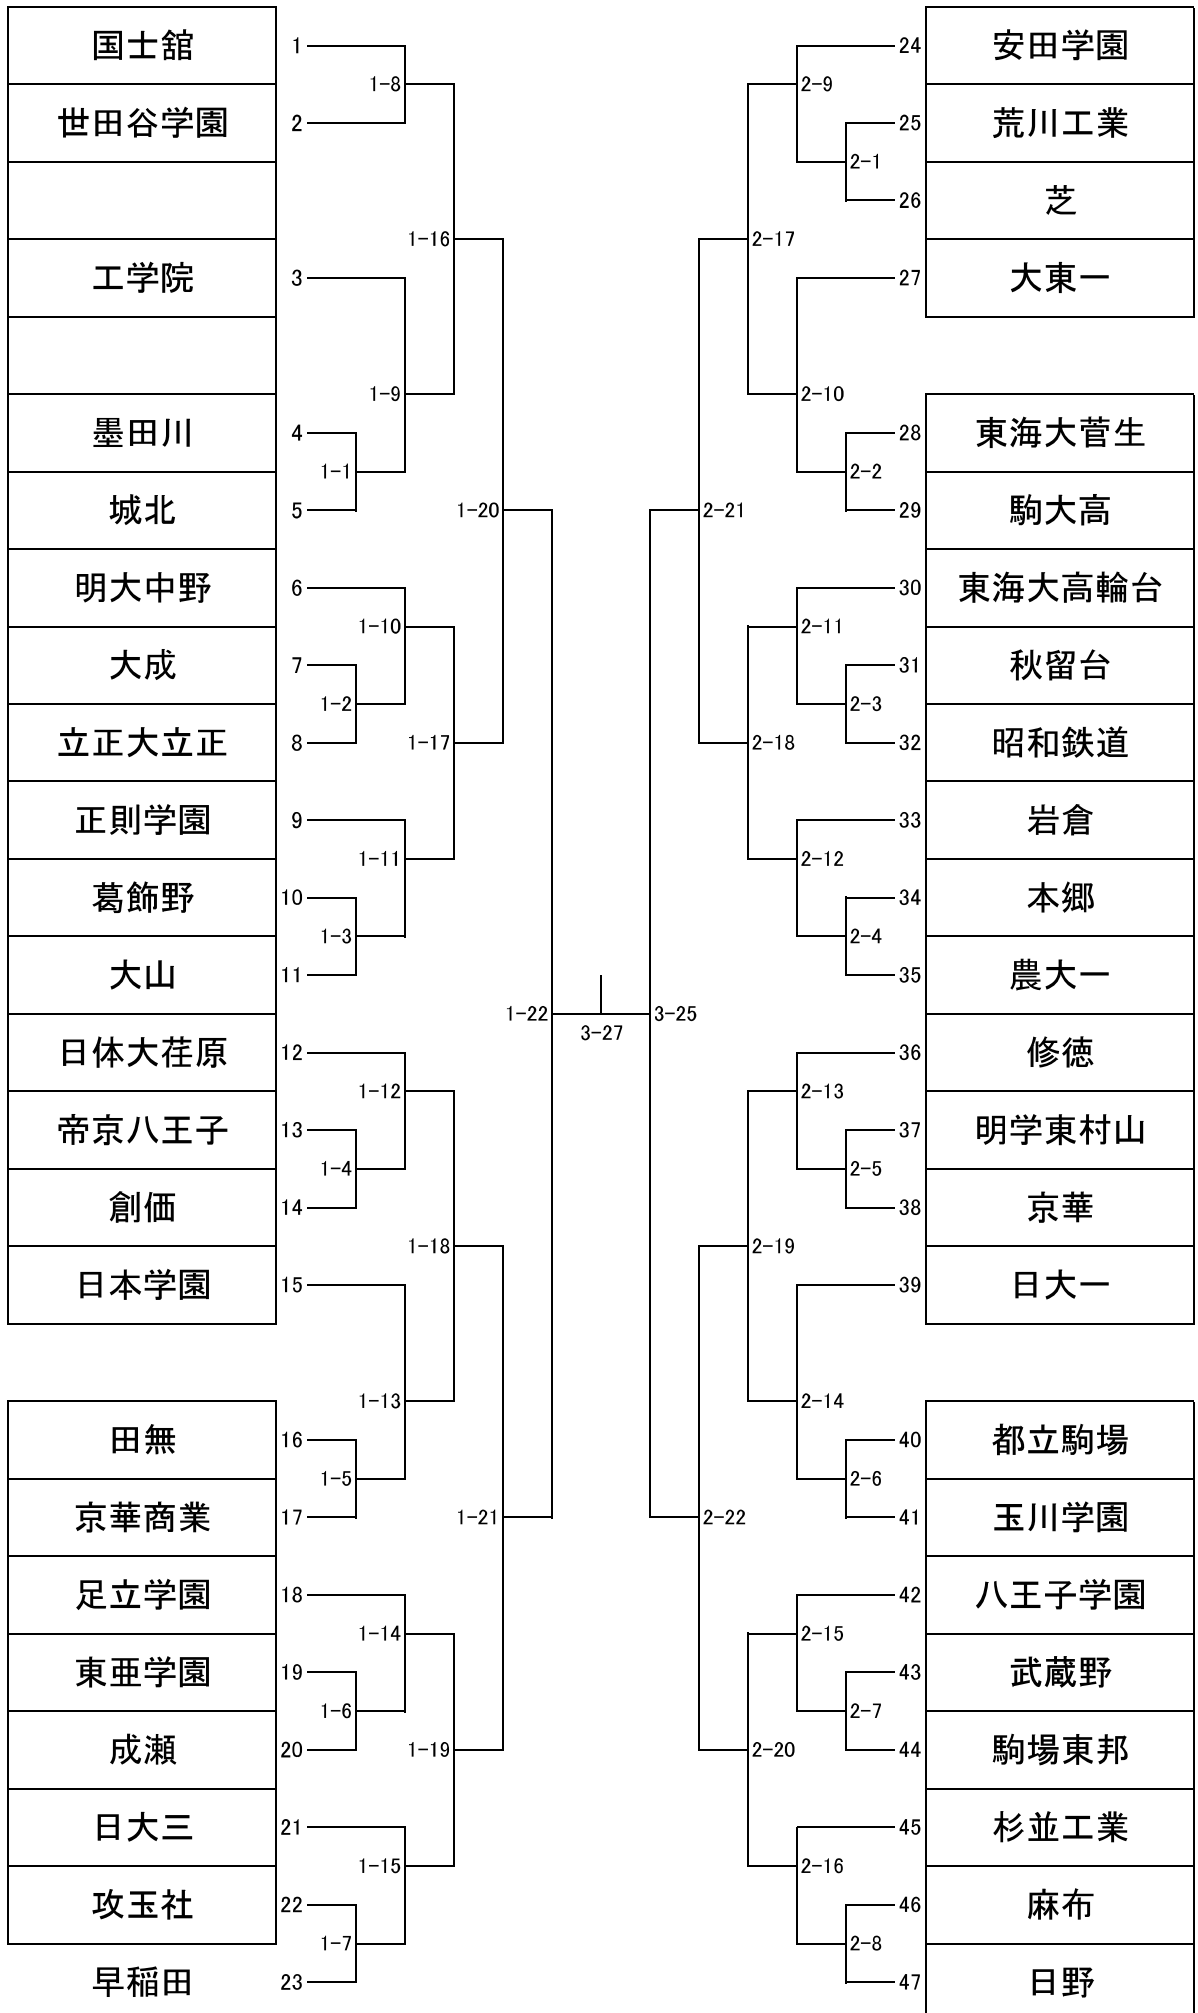 国士舘 1
1-8
世田谷学園 2
1-16
工学院 3
1-9
墨田川 4
1-1
城北 5
1-20
明大中野 6
1-10
大成 7
1-2
立正大立正 8
1-17
正則学園 9
1-11
葛飾野 10
1-3
大山 11
1-22
日体大荏原 12
1-12
帝京八王子 13
1-4
創価 14
1-18
日本学園 15
1-13
田無 16
1-5
京華商業 17
1-21
足立学園 18
1-14
東亜学園 19
1-6
成瀬 20
1-19
日大三 21
1-15
攻玉社 22
1-7
早稲田 23
3-27
3-25
24 安田学園
2-9
25 荒川工業
2-1
26 芝
2-17
27 大東一
2-10
28 東海大菅生
2-2
29 駒大高
2-21
30 東海大高輪台
2-11
31 秋留台
2-3
32 昭和鉄道
2-18
33 岩倉
2-12
34 本郷
2-4
35 農大一
36 修徳
2-13
37 明学東村山
2-5
38 京華
2-19
39 日大一
2-14
40 都立駒場
2-6
41 玉川学園
2-22
42 八王子学園
2-15
43 武蔵野
2-7
44 駒場東邦
2-20
45 杉並工業
2-16
46 麻布
2-8
47 日野